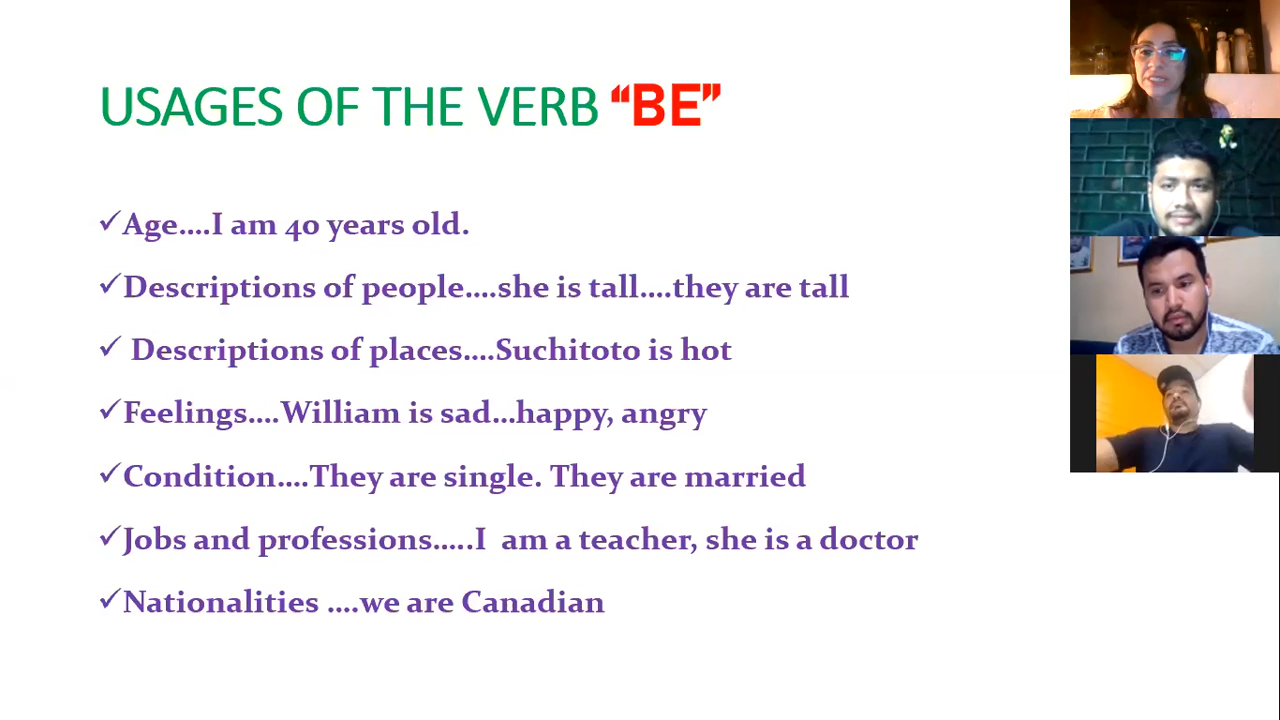 USAGES OF THE VERB “BE”
✓Age....I am 40 years old.
✓Descriptions of people....she is tall....they are tall
✓ Descriptions of places....Suchitoto is hot
✓Feelings....William is sad...happy, angry
✓Condition....They are single. They are married
✓Jobs and professions.....I  am a teacher, she is a doctor
✓Nationalities ....we are Canadian